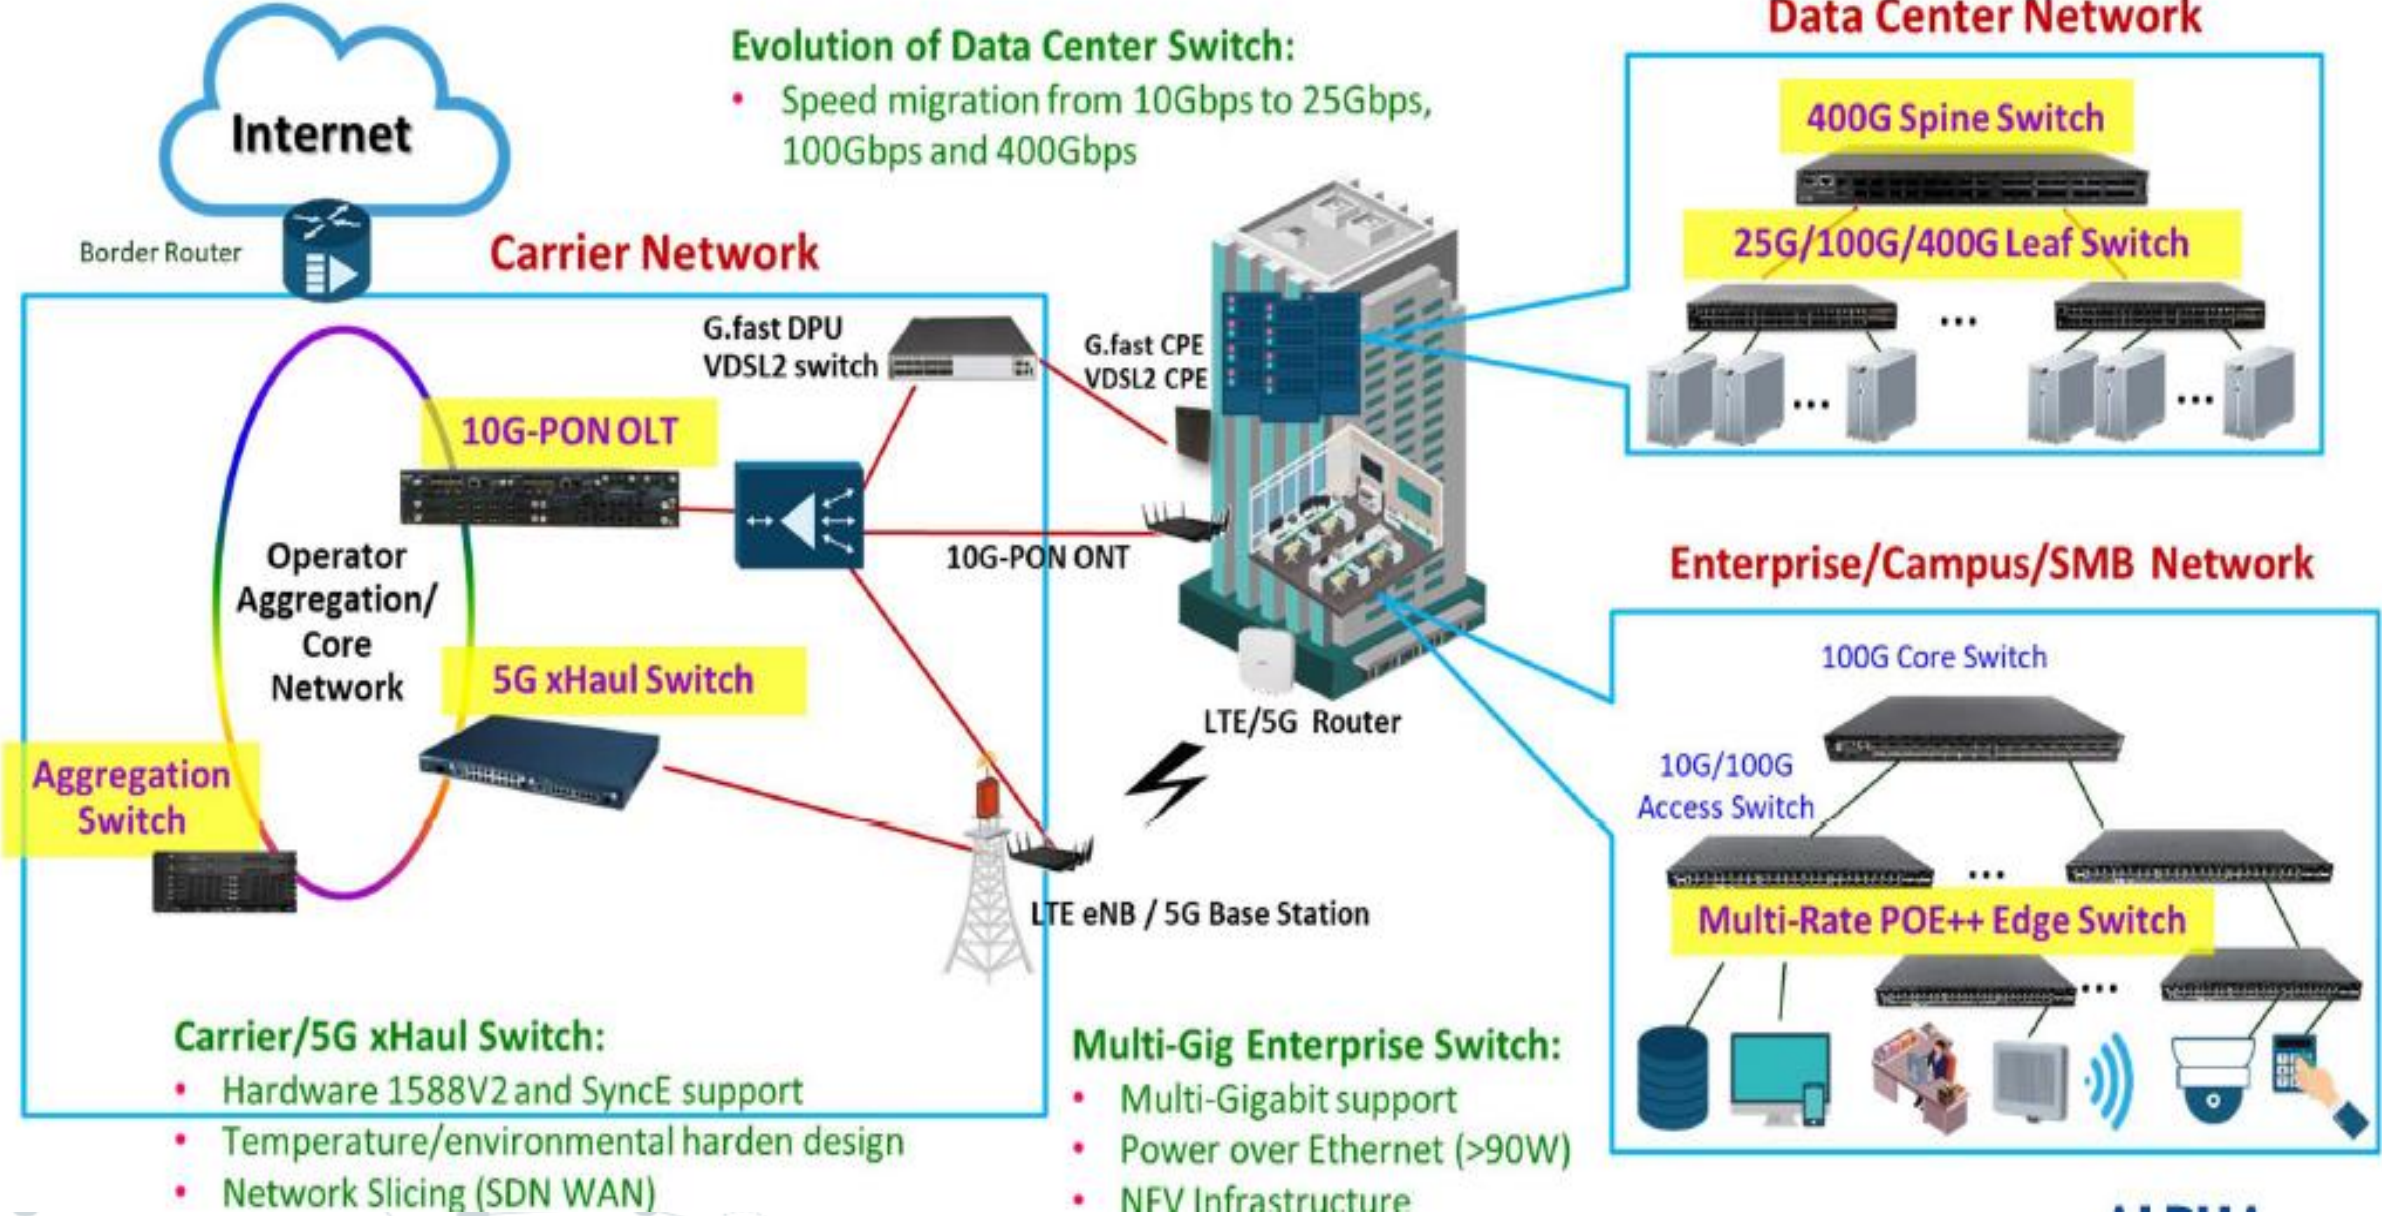 Internet
Border Router
Evolution of Data Center Switch:
• Speed migration from 10Gbps to 25Gbps,
100Gbps and 400Gbps
Carrier Network
G.fast DPU
VDSL2 switch
G.fast CPE
VDSL2 CPE
10G-PON OLT
10G-PON ONT
Operator
Aggregation/
Core
Network
5G xHaul Switch
Aggregation
Switch
LTE/5G Router
LTE eNB / 5G Base Station
Data Center Network
400G Spine Switch
25G/100G/400G Leaf Switch
...
... ...
Enterprise/Campus/SMB Network
100G Core Switch
10G/100G
Access Switch
...
Multi-Rate POE++ Edge Switch
...
Carrier/5G xHaul Switch:
• Hardware 1588V2 and SyncE support
• Temperature/environmental harden design
• Network Slicing (SDN WAN)
Multi-Gig Enterprise Switch:
• Multi-Gigabit support
• Power over Ethernet (>90W)
• NFV Infrastructure
ALPHA